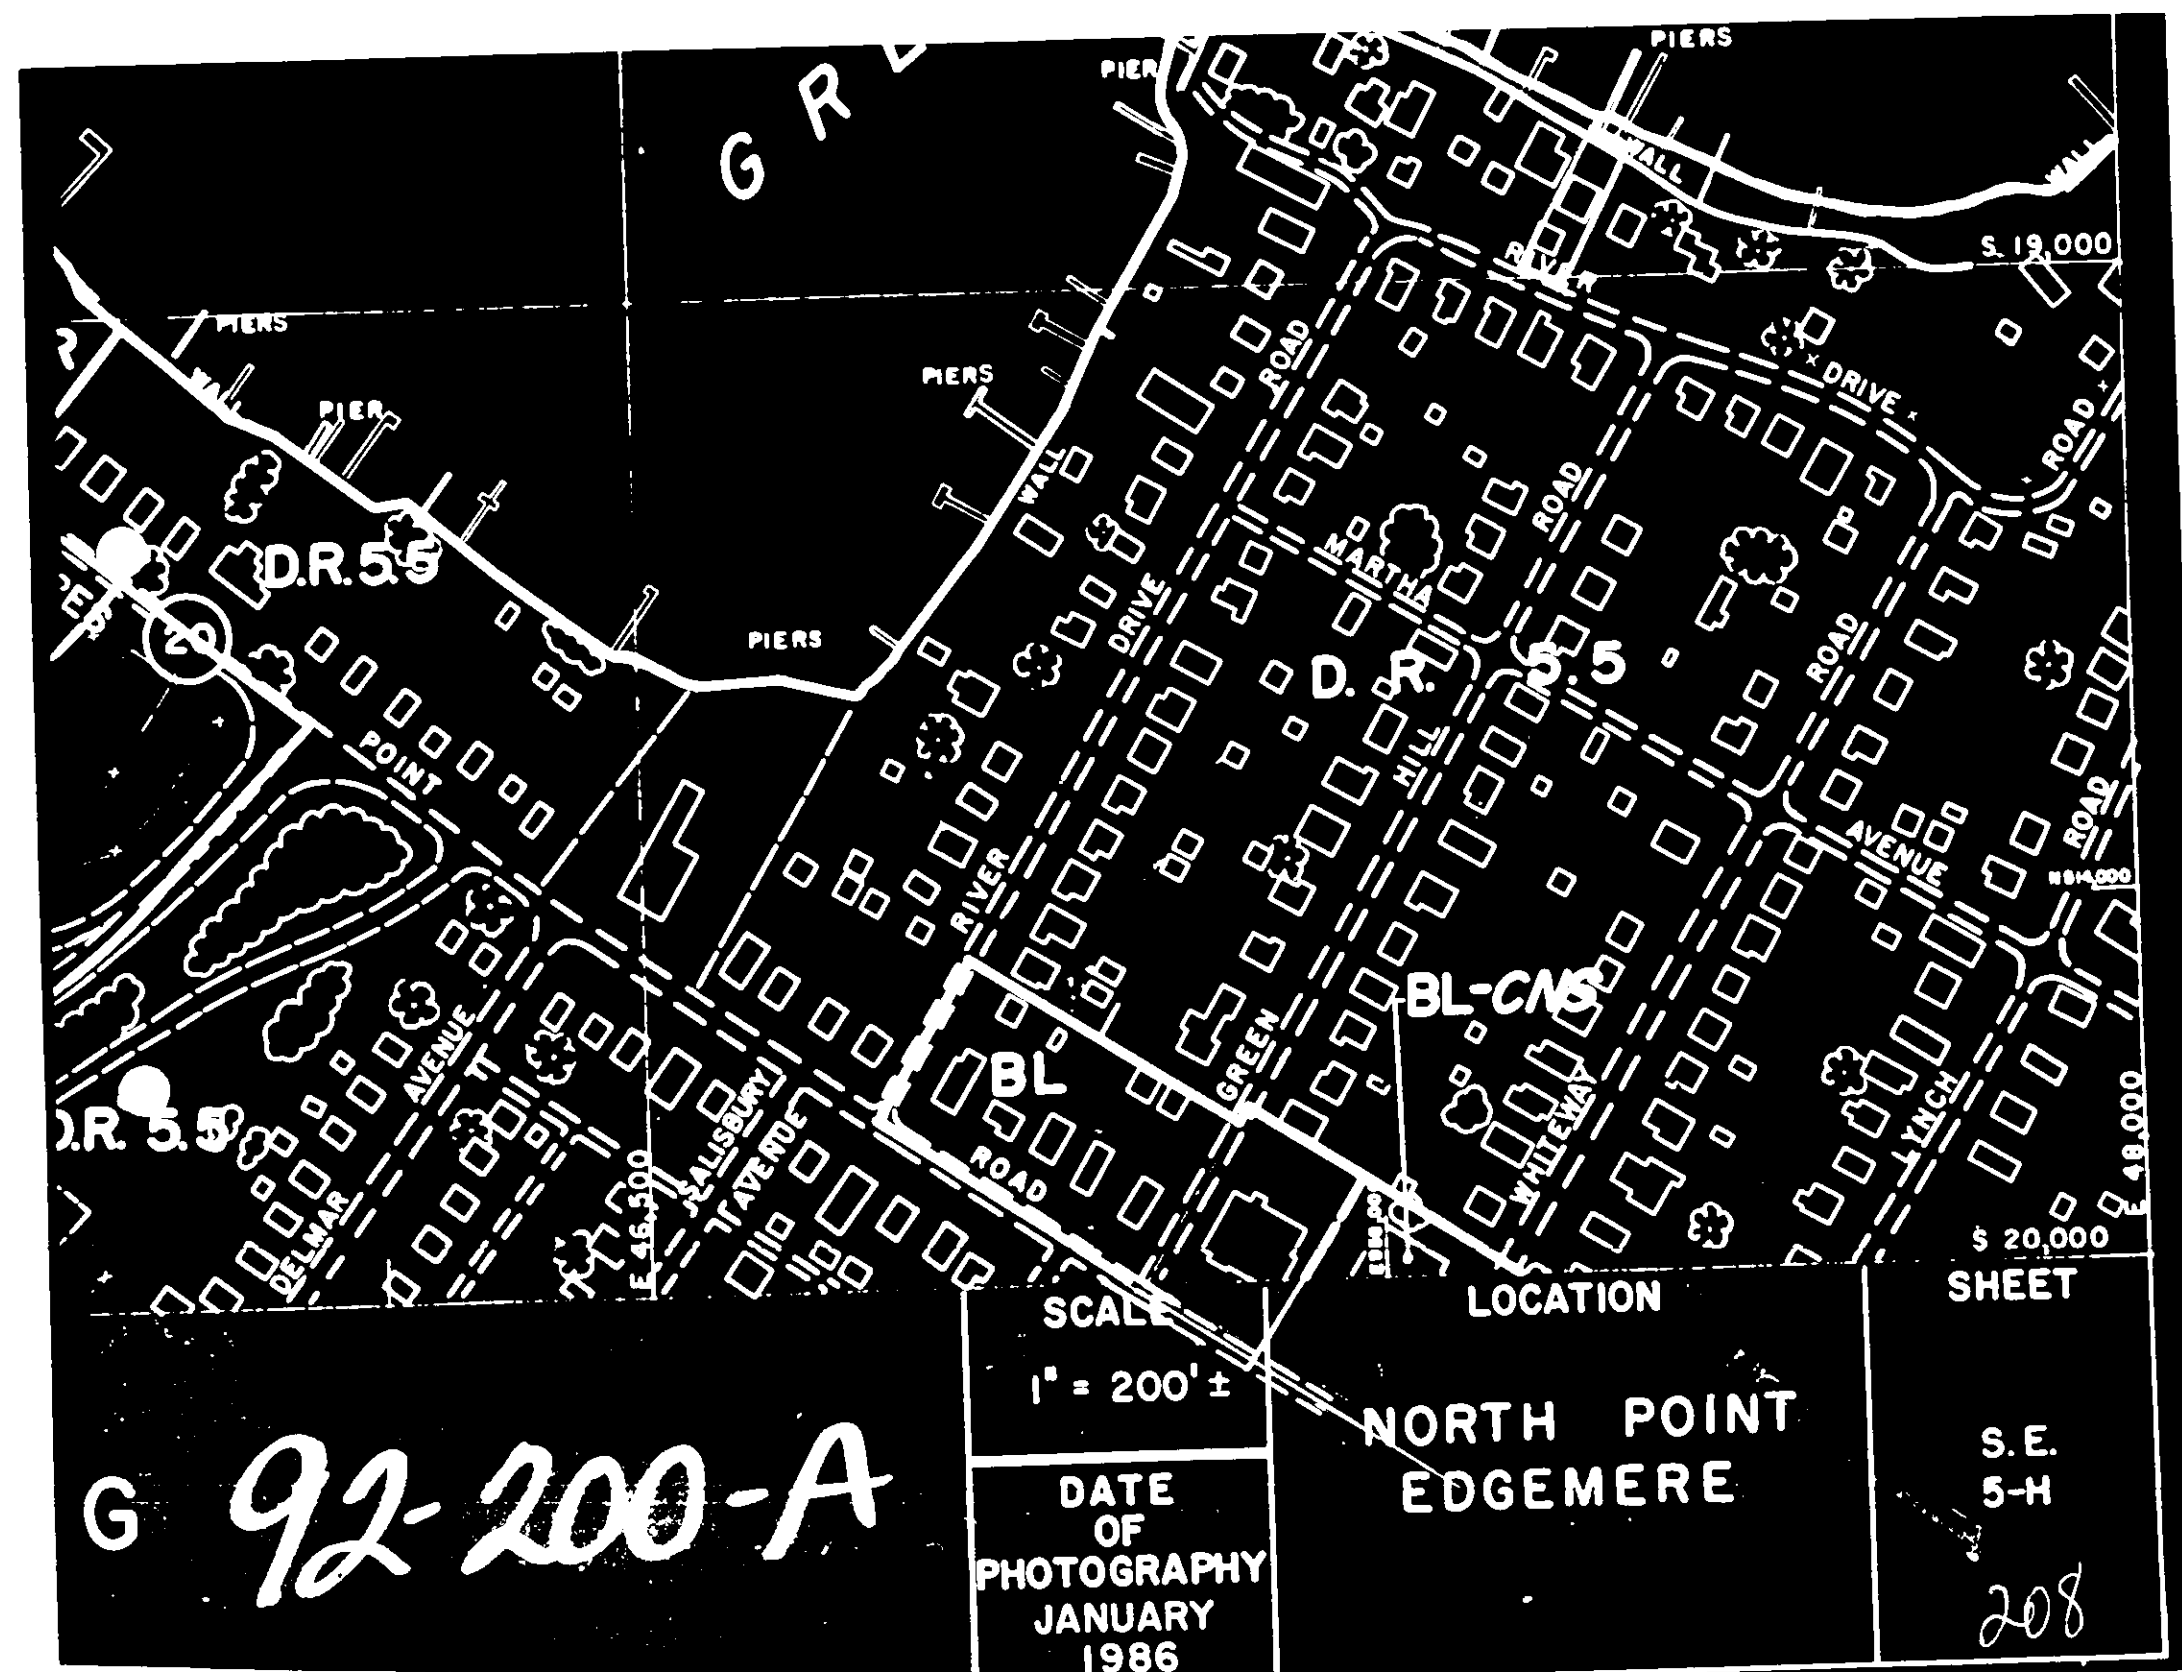 PIERS
PIER
G R
WALL
WALL
S. 19,000
RIVER
DRIVE
PIERS
WALL
PIER
PIERS
WALL
ROAD
ROAD
ROAD
MARTHA
AVENUE
D.R. 5.5
DRIVE
ROAD
20
PIERS
D. R. 5.5
HILL
POINT
ROAD
RIVER
BL-CNS
AVENUE
BL
GREEN
D.R. 5.5
SALISBURY
AVENUE
ROAD
WHITEWAY
LYNCH
E 48,000
DELMAR
E 46,500
S 20,000
SCALE
1" = 200' ±
LOCATION
NORTH POINT
EDGEMERE
SHEET
S.E.
5-H
208
G 92-200-A
DATE
OF
PHOTOGRAPHY
JANUARY
1986